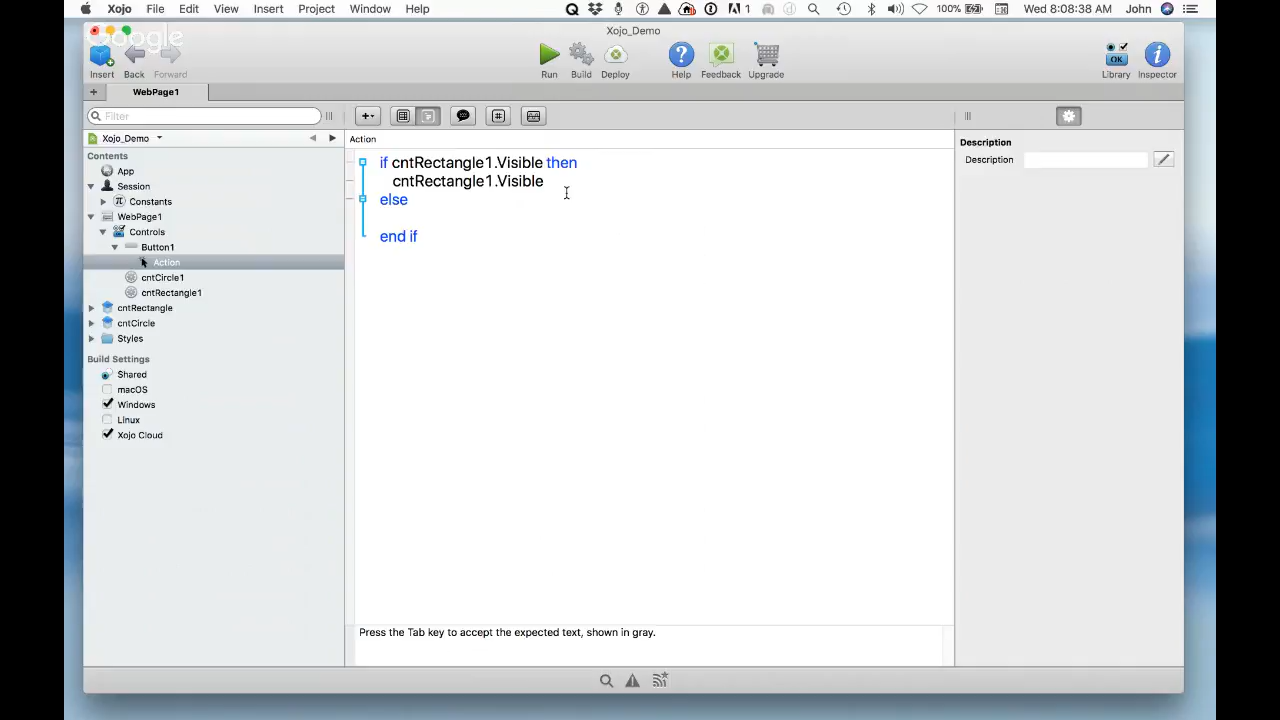 Xojo File Edit View Insert Project Window Help 1 100% Wed 8:08:38 AM John
Xojo_Demo
Google
Insert Back Forward Run Build Deploy Help Feedback Upgrade OK Library Inspector
WebPage1
Filter
Xojo_Demo
Action
Contents
App
Session
Constants
WebPage1
Controls
Button1
Action
cntCircle1
cntRectangle1
cntRectangle
cntCircle
Styles
Build Settings
Shared
macOS
Windows
Linux
Xojo Cloud
if cntRectangle1.Visible then
cntRectangle1.Visible
else
end if
Press the Tab key to accept the expected text, shown in gray.
Description
Description